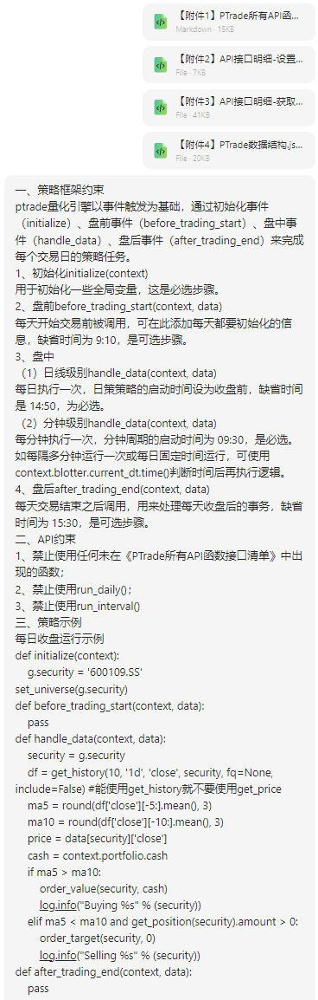 【附件1】PTrade所有API函...
Markdown · 15KB
【附件2】API接口明细-设置...
File · 7KB
【附件3】API接口明细-获取...
File · 41KB
【附件4】PTrade数据结构.js...
File · 20KB
一、策略框架约束
ptrade量化引擎以事件触发为基础，通过初始化事件
（initialize）、盘前事件（before_trading_start）、盘中事
件（handle_data）、盘后事件（after_trading_end）来完成
每个交易日的策略任务。
1、初始化initialize(context)
用于初始化一些全局变量，这是必选步骤。
2、盘前before_trading_start(context, data)
每天开始交易前被调用，可在此添加每天都要初始化的信
息，缺省时间为 9:10，是可选步骤。
3、盘中
（1）日线级别handle_data(context, data)
每日执行一次，日策策略的启动时间设为收盘前，缺省时间
是 14:50，为必选。
（2）分钟级别handle_data(context, data)
每分钟执行一次，分钟周期的启动时间为 09:30，是必选。
如每隔多分钟运行一次或每日固定时间运行，可使用
context.blotter.current_dt.time()判断时间后再执行逻辑。
4、盘后after_trading_end(context, data)
每天交易结束之后调用，用来处理每天收盘后的事务，缺省
时间为 15:30，是可选步骤。
二、API约束
1、禁止使用任何未在《PTrade所有API函数接口清单》中出
现的函数；
2、禁止使用run_daily()；
3、禁止使用run_interval()
三、策略示例
每日收盘运行示例
def initialize(context):
    g.security = '600109.SS'
set_universe(g.security)
def before_trading_start(context, data):
    pass
def handle_data(context, data):
    security = g.security
    df = get_history(10, '1d', 'close', security, fq=None,
include=False) #能使用get_history就不要使用get_price
    ma5 = round(df['close'][-5:].mean(), 3)
    ma10 = round(df['close'][-10:].mean(), 3)
    price = data[security]['close']
    cash = context.portfolio.cash
    if ma5 > ma10:
        order_value(security, cash)
        log.info("Buying %s" % (security))
    elif ma5 < ma10 and get_position(security).amount > 0:
        order_target(security, 0)
        log.info("Selling %s" % (security))
def after_trading_end(context, data):
    pass